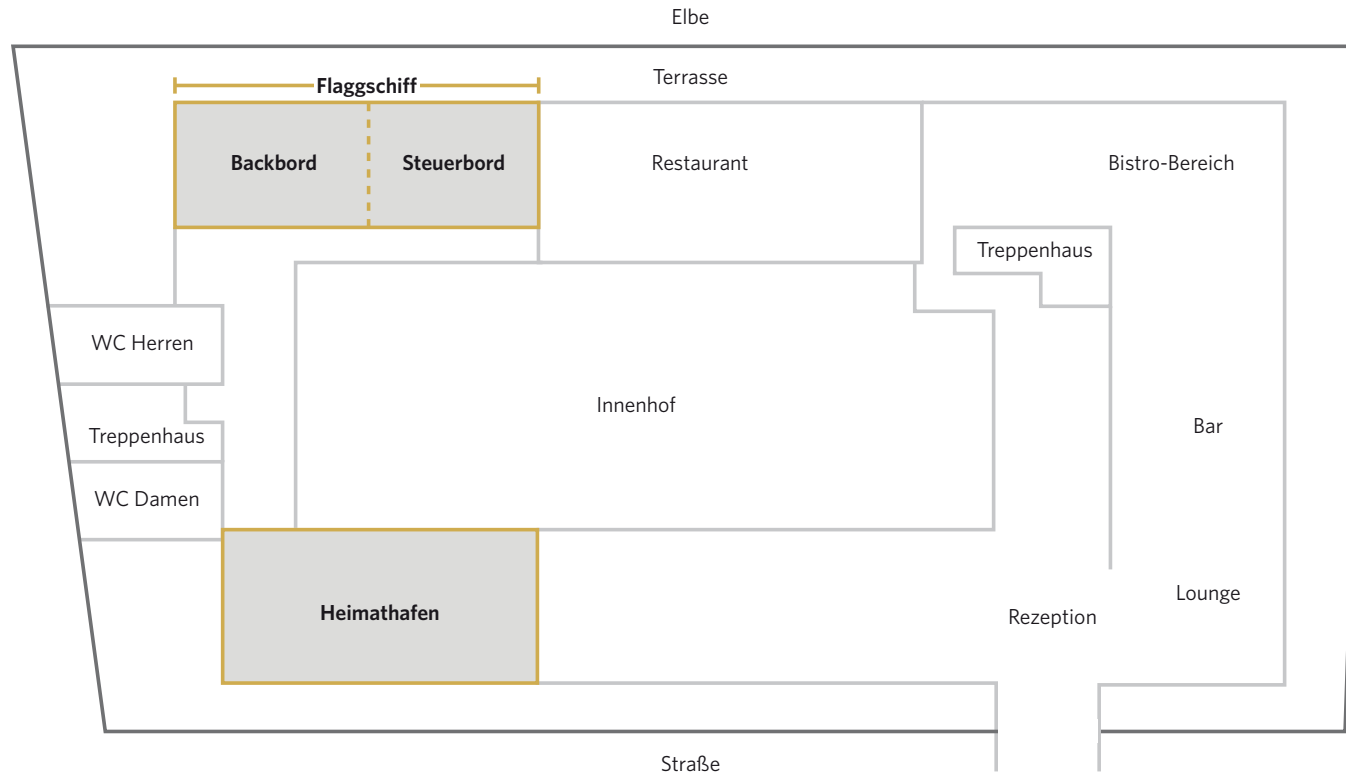 Elbe
Terrasse
Flaggschiff
Backbord
Steuerbord
Restaurant
Bistro-Bereich
Treppenhaus
WC Herren
Innenhof
Bar
Treppenhaus
WC Damen
Lounge
Heimathafen
Rezeption
Straße